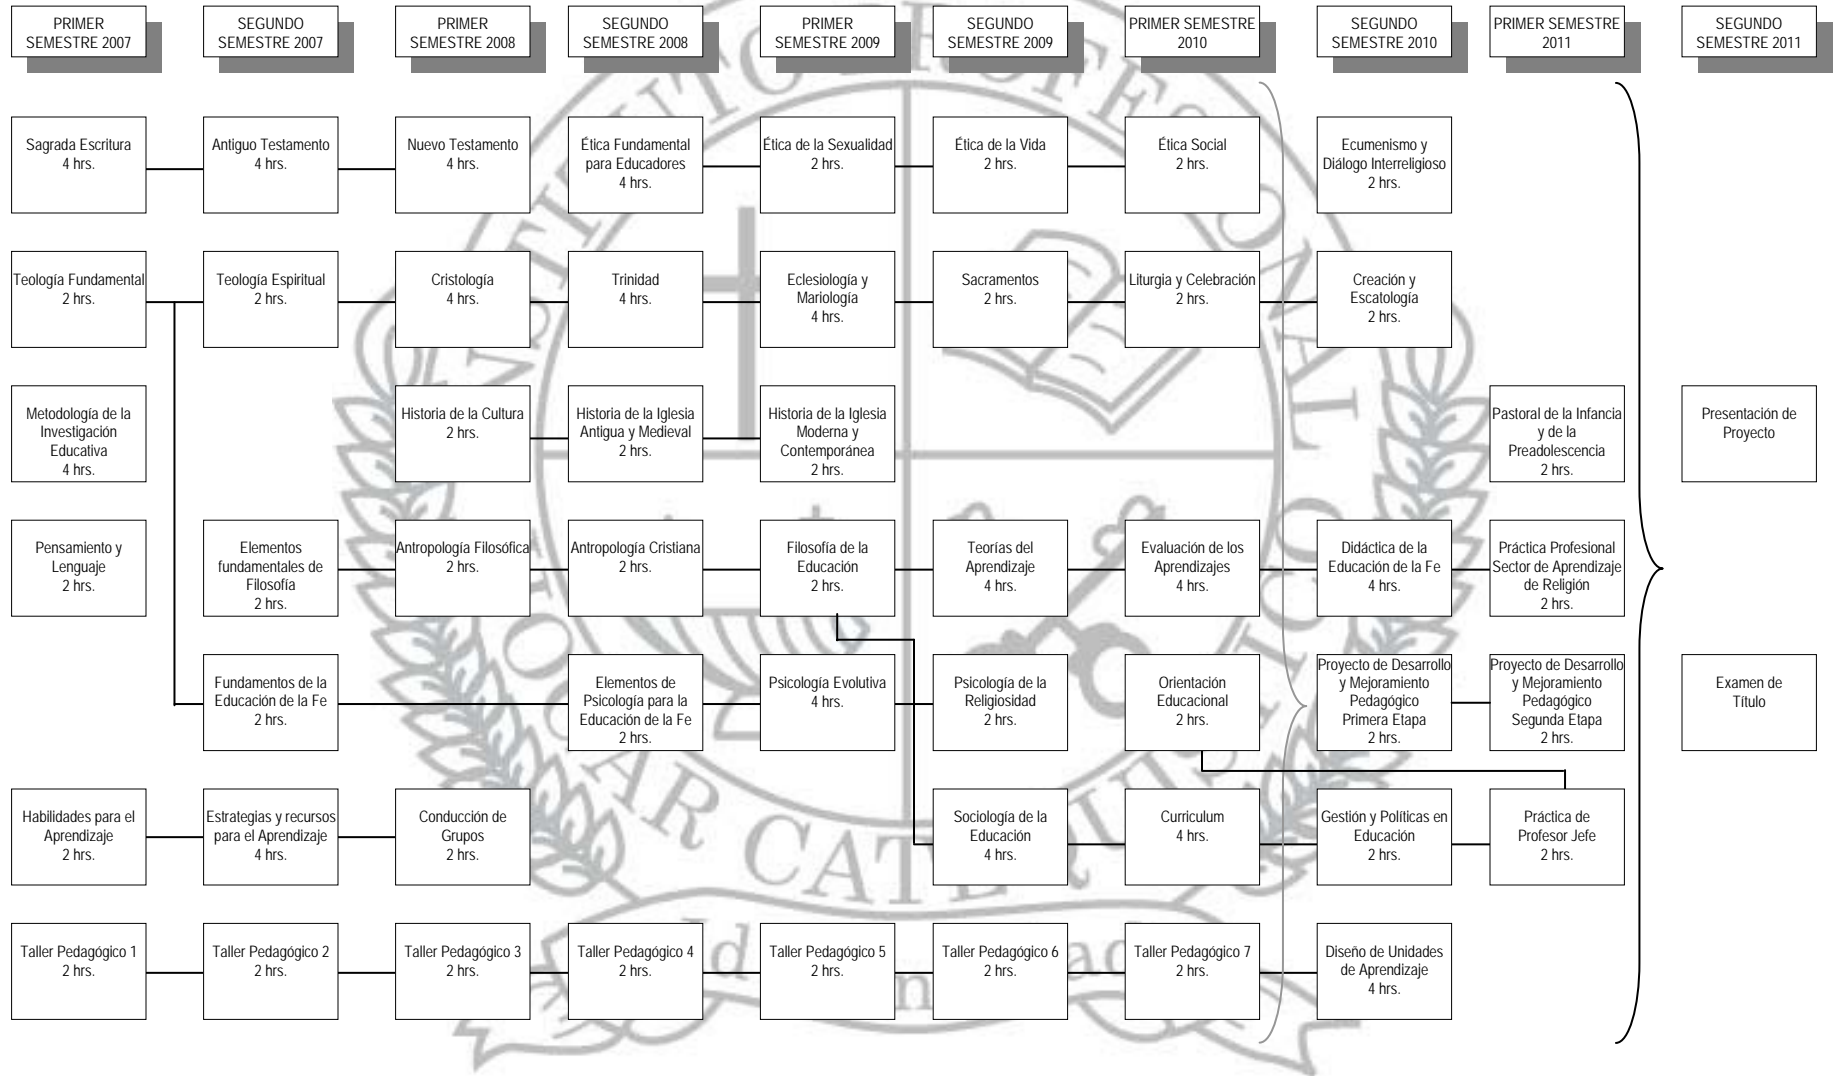 PRIMER
SEMESTRE 2007
SEGUNDO
SEMESTRE 2007
PRIMER
SEMESTRE 2008
SEGUNDO
SEMESTRE 2008
PRIMER
SEMESTRE 2009
SEGUNDO
SEMESTRE 2009
PRIMER SEMESTRE
2010
SEGUNDO
SEMESTRE 2010
PRIMER SEMESTRE
2011
SEGUNDO
SEMESTRE 2011
Sagrada Escritura
4 hrs.
Antiguo Testamento
4 hrs.
Nuevo Testamento
4 hrs.
Ética Fundamental
para Educadores
4 hrs.
Ética de la Sexualidad
2 hrs.
Ética de la Vida
2 hrs.
Ética Social
2 hrs.
Ecumenismo y
Diálogo Interreligioso
2 hrs.
Teología Fundamental
2 hrs.
Teología Espiritual
2 hrs.
Cristología
4 hrs.
Trinidad
4 hrs.
Eclesiología y
Mariología
4 hrs.
Sacramentos
2 hrs.
Liturgia y Celebración
2 hrs.
Creación y
Escatología
2 hrs.
Metodología de la
Investigación
Educativa
4 hrs.
Historia de la Cultura
2 hrs.
Historia de la Iglesia
Antigua y Medieval
2 hrs.
Historia de la Iglesia
Moderna y
Contemporánea
2 hrs.
Pastoral de la Infancia
y de la
Preadolescencia
2 hrs.
Presentación de
Proyecto
Pensamiento y
Lenguaje
2 hrs.
Elementos
fundamentales de
Filosofía
2 hrs.
Antropología Filosófica
2 hrs.
Antropología Cristiana
2 hrs.
Filosofía de la
Educación
2 hrs.
Teorías del
Aprendizaje
4 hrs.
Evaluación de los
Aprendizajes
4 hrs.
Didáctica de la
Educación de la Fe
4 hrs.
Práctica Profesional
Sector de Aprendizaje
de Religión
2 hrs.
Fundamentos de la
Educación de la Fe
2 hrs.
Elementos de
Psicología para la
Educación de la Fe
2 hrs.
Psicología Evolutiva
4 hrs.
Psicología de la
Religiosidad
2 hrs.
Orientación
Educacional
2 hrs.
Proyecto de Desarrollo
y Mejoramiento
Pedagógico
Primera Etapa
2 hrs.
Proyecto de Desarrollo
y Mejoramiento
Pedagógico
Segunda Etapa
2 hrs.
Examen de
Título
Habilidades para el
Aprendizaje
2 hrs.
Estrategias y recursos
para el Aprendizaje
4 hrs.
Conducción de
Grupos
2 hrs.
Sociología de la
Educación
4 hrs.
Curriculum
4 hrs.
Gestión y Políticas en
Educación
2 hrs.
Práctica de
Profesor Jefe
2 hrs.
Taller Pedagógico 1
2 hrs.
Taller Pedagógico 2
2 hrs.
Taller Pedagógico 3
2 hrs.
Taller Pedagógico 4
2 hrs.
Taller Pedagógico 5
2 hrs.
Taller Pedagógico 6
2 hrs.
Taller Pedagógico 7
2 hrs.
Diseño de Unidades
de Aprendizaje
4 hrs.